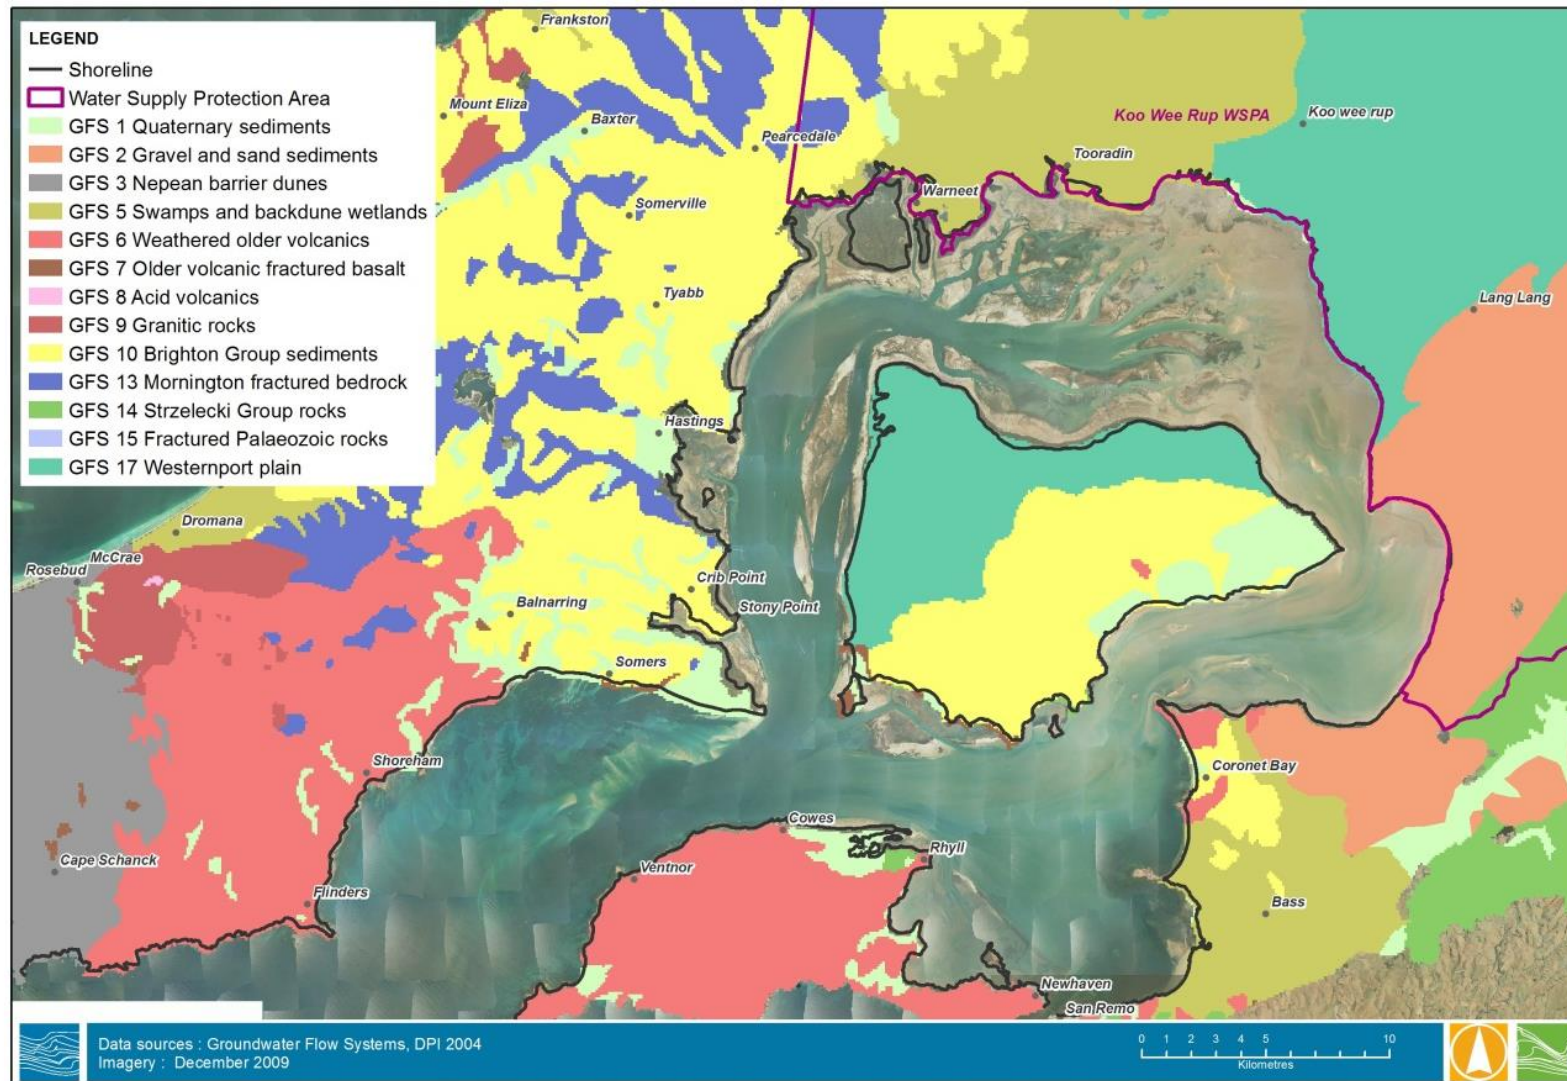 LEGEND
Shoreline
Water Supply Protection Area
GFS 1 Quaternary sediments
GFS 2 Gravel and sand sediments
GFS 3 Nepean barrier dunes
GFS 5 Swamps and backdune wetlands
GFS 6 Weathered older volcanics
GFS 7 Older volcanic fractured basalt
GFS 8 Acid volcanics
GFS 9 Granitic rocks
GFS 10 Brighton Group sediments
GFS 13 Mornington fractured bedrock
GFS 14 Strzelecki Group rocks
GFS 15 Fractured Palaeozoic rocks
GFS 17 Westernport plain
Frankston
Mount Eliza
Baxter
Pearcedale
Koo Wee Rup WSPA
Koo wee rup
Tooradin
Warneet
Somerville
Tyabb
Lang Lang
Hastings
Dromana
McCrae
Rosebud
Crib Point
Balnarring
Stony Point
Somers
Shoreham
Coronet Bay
Cowes
Rhyll
Cape Schanck
Ventnor
Flinders
Bass
Newhaven
San Remo
Data sources : Groundwater Flow Systems, DPI 2004
Imagery : December 2009
0 1 2 3 4 5 10
Kilometres